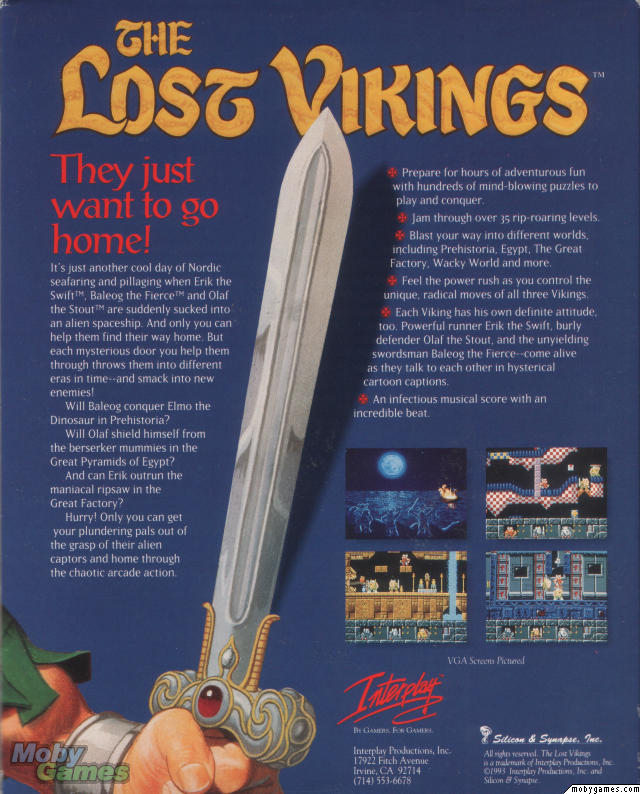 THE
LOST VIKINGS™
They just
want to go
home!
It's just another cool day of Nordic
seafaring and pillaging when Erik the
Swift™, Baleog the Fierce™ and Olaf
the Stout™ are suddenly sucked into
an alien spaceship. And only you can
help them find their way home. But
each mysterious door you help them
through throws them into different
eras in time--and smack into new
enemies!
Will Baleog conquer Elmo the
Dinosaur in Prehistoria?
Will Olaf shield himself from
the berserker mummies in the
Great Pyramids of Egypt?
And can Erik outrun the
maniacal ripsaw in the
Great Factory?
Hurry! Only you can get
your plundering pals out of
the grasp of their alien
captors and home through
the chaotic arcade action.
Prepare for hours of adventurous fun
with hundreds of mind-blowing puzzles to
play and conquer.
Jam through over 35 rip-roaring levels.
Blast your way into different worlds,
including Prehistoria, Egypt, The Great
Factory, Wacky World and more.
Feel the power rush as you control the
unique, radical moves of all three Vikings.
Each Viking has his own definite attitude,
too. Powerful runner Erik the Swift, burly
defender Olaf the Stout, and the unyielding
swordsman Baleog the Fierce--come alive
as they talk to each other in hysterical
cartoon captions.
An infectious musical score with an
incredible beat.
VGA Screens Pictured
Interplay™
BY GAMERS. FOR GAMERS.
Interplay Productions, Inc.
17922 Fitch Avenue
Irvine, CA 92714
(714) 553-6678
Silicon & Synapse, Inc.
All rights reserved. The Lost Vikings
is a trademark of Interplay Productions, Inc.
©1993 Interplay Productions, Inc. and
Silicon & Synapse.
Moby
Games
mobygames.com